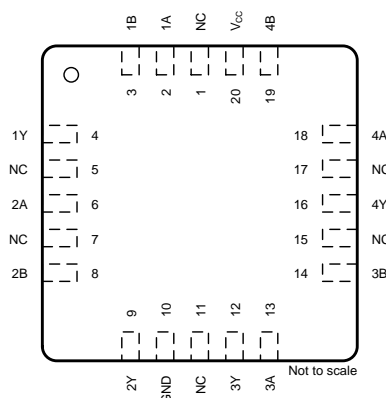 1B
1A
NC
VCC
4B
3
2
1
20
19
1Y 4
NC 5
2A 6
NC 7
2B 8
18 4A
17 NC
16 4Y
15 NC
14 3B
9
10
11
12
13
2Y
GND
NC
3Y
3A
Not to scale